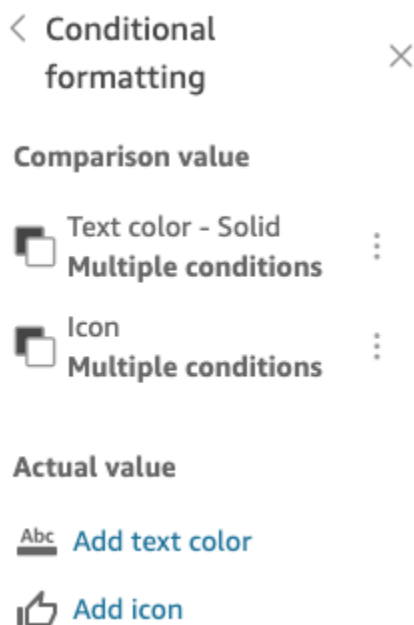 Conditional
formatting
Comparison value
Text color - Solid
Multiple conditions
Icon
Multiple conditions
Actual value
Abc Add text color
Add icon